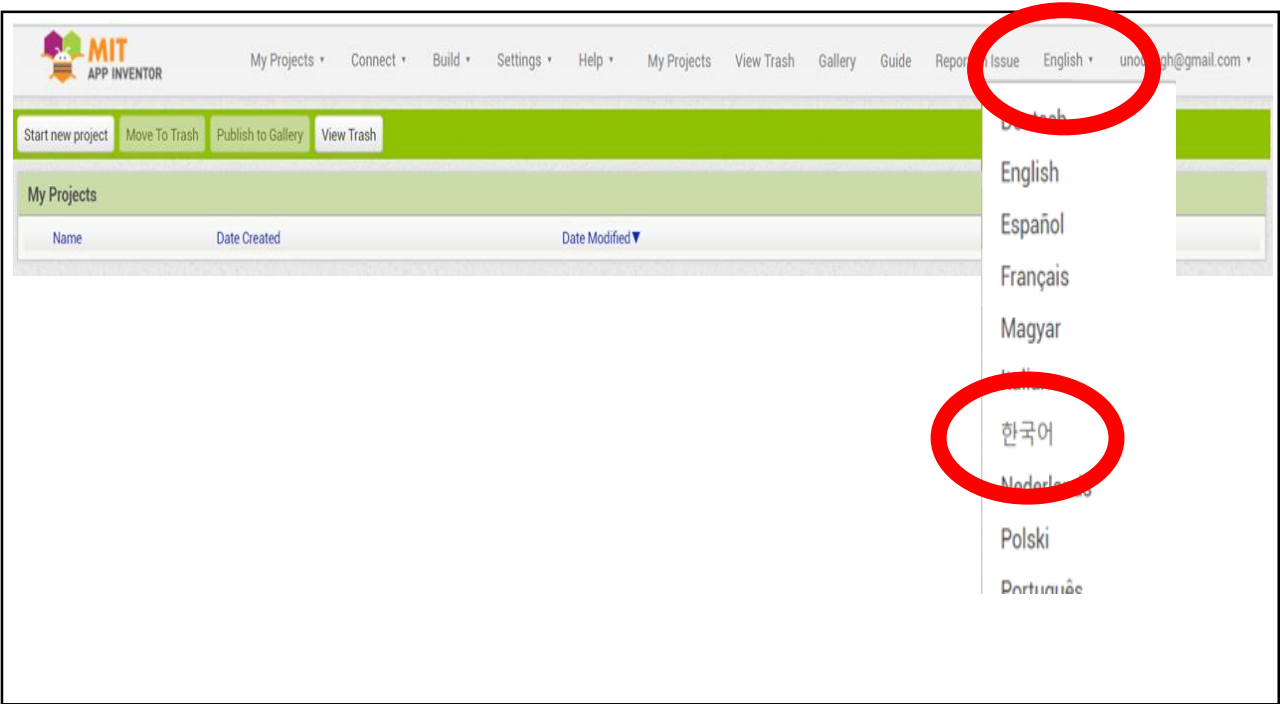 MIT
APP INVENTOR
My Projects Connect Build Settings Help My Projects View Trash Gallery Guide Issue English
Start new project Move To Trash Publish to Gallery View Trash
My Projects
Name Date Created Date Modified▼
English
Español
Français
Magyar
한국어
Polski
Português